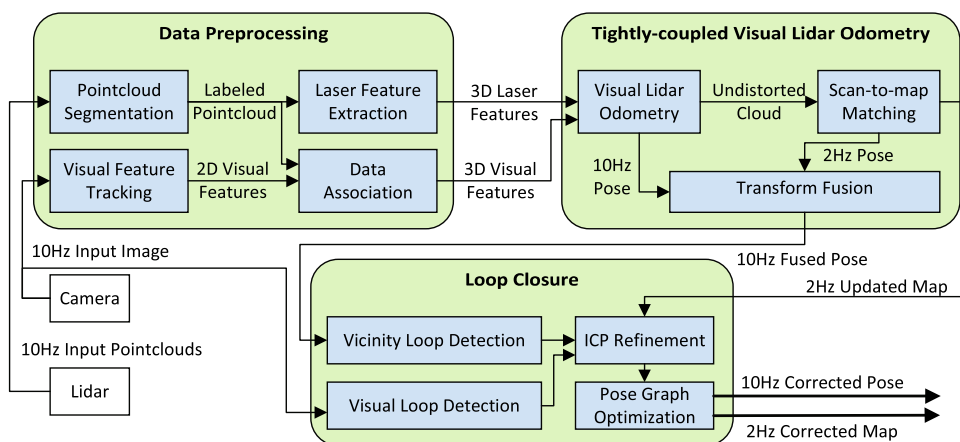 Data Preprocessing
Pointcloud
Segmentation
Labeled
Pointcloud
Laser Feature
Extraction
Visual Feature
Tracking
2D Visual
Features
Data
Association
3D Laser
Features
3D Visual
Features
Tightly-coupled Visual Lidar Odometry
Visual Lidar
Odometry
Undistorted
Cloud
Scan-to-map
Matching
10Hz
Pose
2Hz Pose
Transform Fusion
10Hz Input Image
Camera
10Hz Input Pointclouds
Lidar
10Hz Fused Pose
2Hz Updated Map
Loop Closure
Vicinity Loop Detection
ICP Refinement
Visual Loop Detection
Pose Graph
Optimization
10Hz Corrected Pose
2Hz Corrected Map